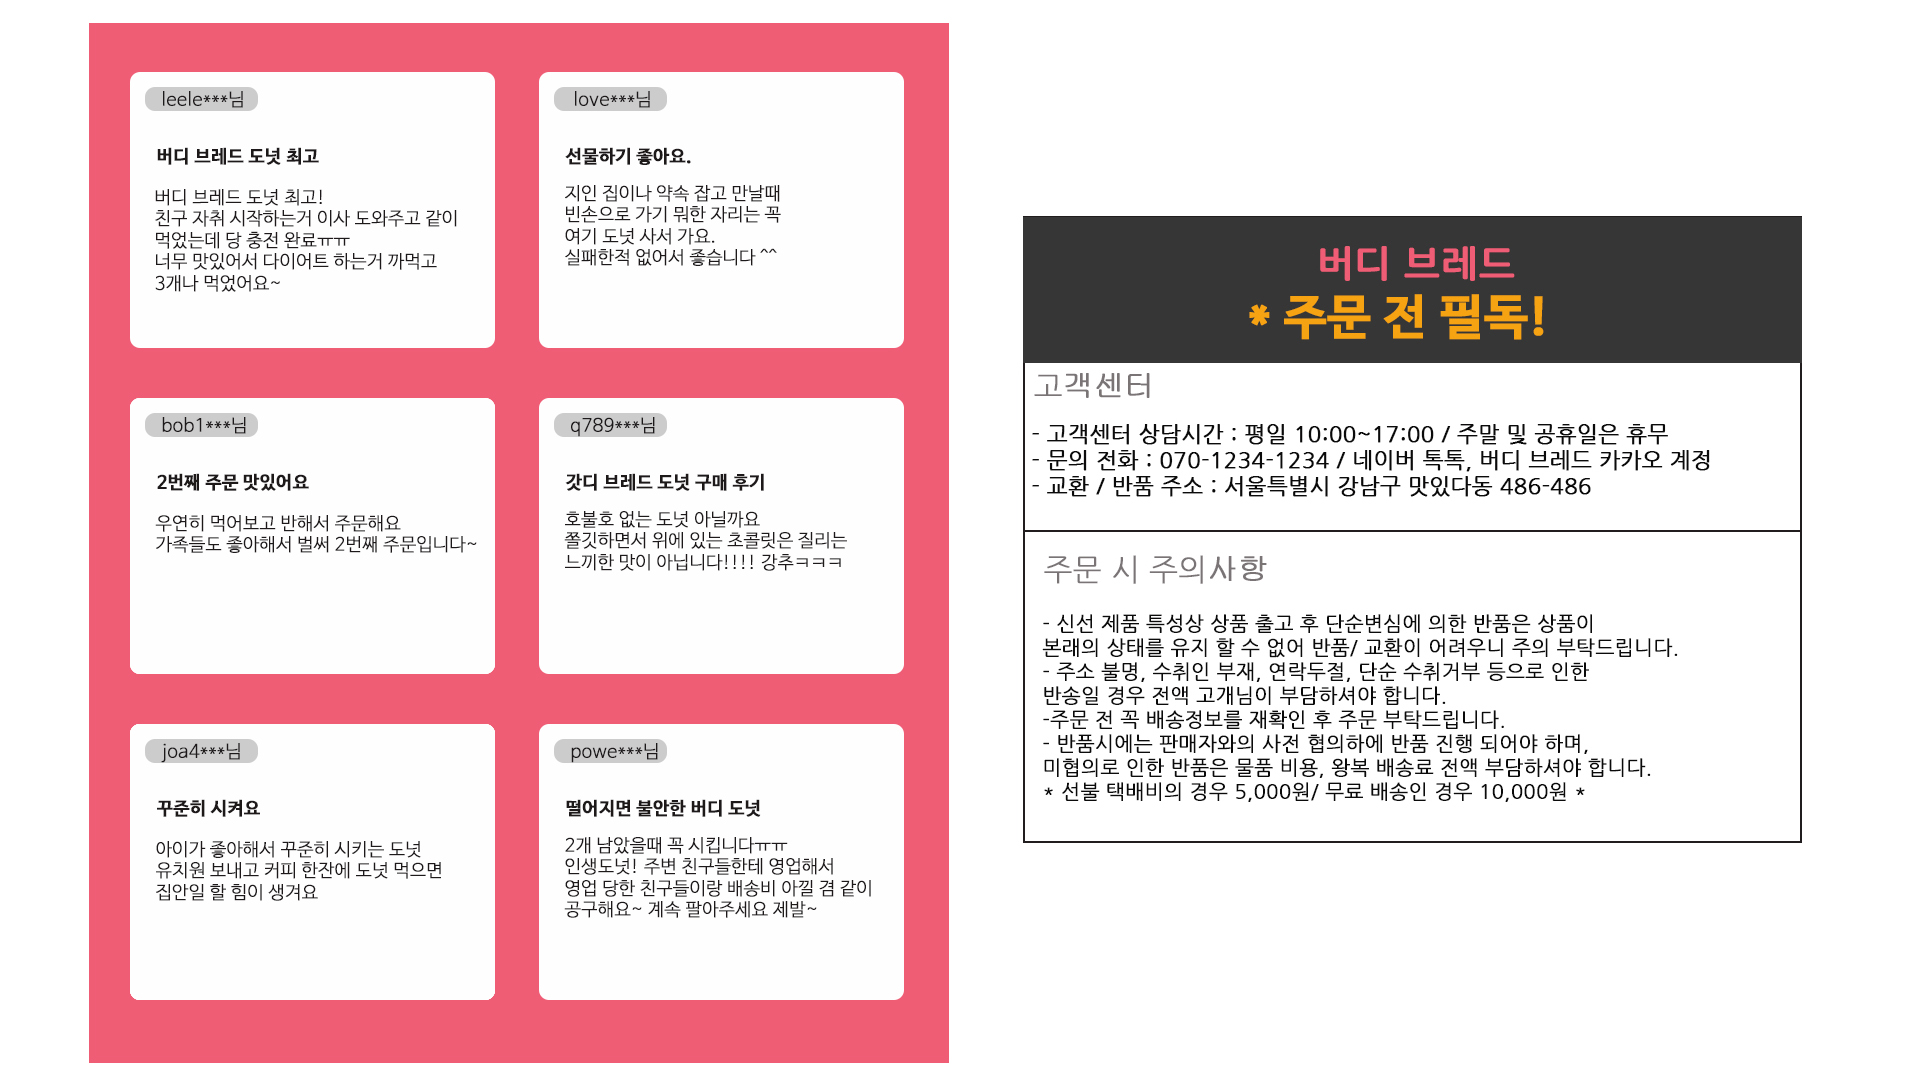 leele***님
버디 브레드 도넛 최고
버디 브레드 도넛 최고!
친구 자취 시작하는거 이사 도와주고 같이
먹었는데 당 충전 완료ㅠㅠ
너무 맛있어서 다이어트 하는거 까먹고
3개나 먹었어요~
love***님
선물하기 좋아요.
지인 집이나 약속 잡고 만날때
빈손으로 가기 뭐한 자리는 꼭
여기 도넛 사서 가요.
실패한적 없어서 좋습니다 ^^
bob1***님
2번째 주문 맛있어요
우연히 먹어보고 반해서 주문해요
가족들도 좋아해서 벌써 2번째 주문입니다~
q789***님
갓디 브레드 도넛 구매 후기
호불호 없는 도넛 아닐까요
쫄깃하면서 위에 있는 초콜릿은 질리는
느끼한 맛이 아닙니다!!!! 강추ㅋㅋㅋ
joa4***님
꾸준히 시켜요
아이가 좋아해서 꾸준히 시키는 도넛
유치원 보내고 커피 한잔에 도넛 먹으면
집안일 할 힘이 생겨요
powe***님
떨어지면 불안한 버디 도넛
2개 남았을때 꼭 시킵니다ㅠㅠ
인생도넛! 주변 친구들한테 영업해서
영업 당한 친구들이랑 배송비 아낄 겸 같이
공구해요~ 계속 팔아주세요 제발~
버디 브레드
* 주문 전 필독!
고객센터
- 고객센터 상담시간 : 평일 10:00~17:00 / 주말 및 공휴일은 휴무
- 문의 전화 : 070-1234-1234 / 네이버 톡톡, 버디 브레드 카카오 계정
- 교환 / 반품 주소 : 서울특별시 강남구 맛있다동 486-486
주문 시 주의사항
- 신선 제품 특성상 상품 출고 후 단순변심에 의한 반품은 상품이
본래의 상태를 유지 할 수 없어 반품/ 교환이 어려우니 주의 부탁드립니다.
- 주소 불명, 수취인 부재, 연락두절, 단순 수취거부 등으로 인한
반송일 경우 전액 고개님이 부담하셔야 합니다.
-주문 전 꼭 배송정보를 재확인 후 주문 부탁드립니다.
- 반품시에는 판매자와의 사전 협의하에 반품 진행 되어야 하며,
미협의로 인한 반품은 물품 비용, 왕복 배송료 전액 부담하셔야 합니다.
* 선불 택배비의 경우 5,000원/ 무료 배송인 경우 10,000원 *